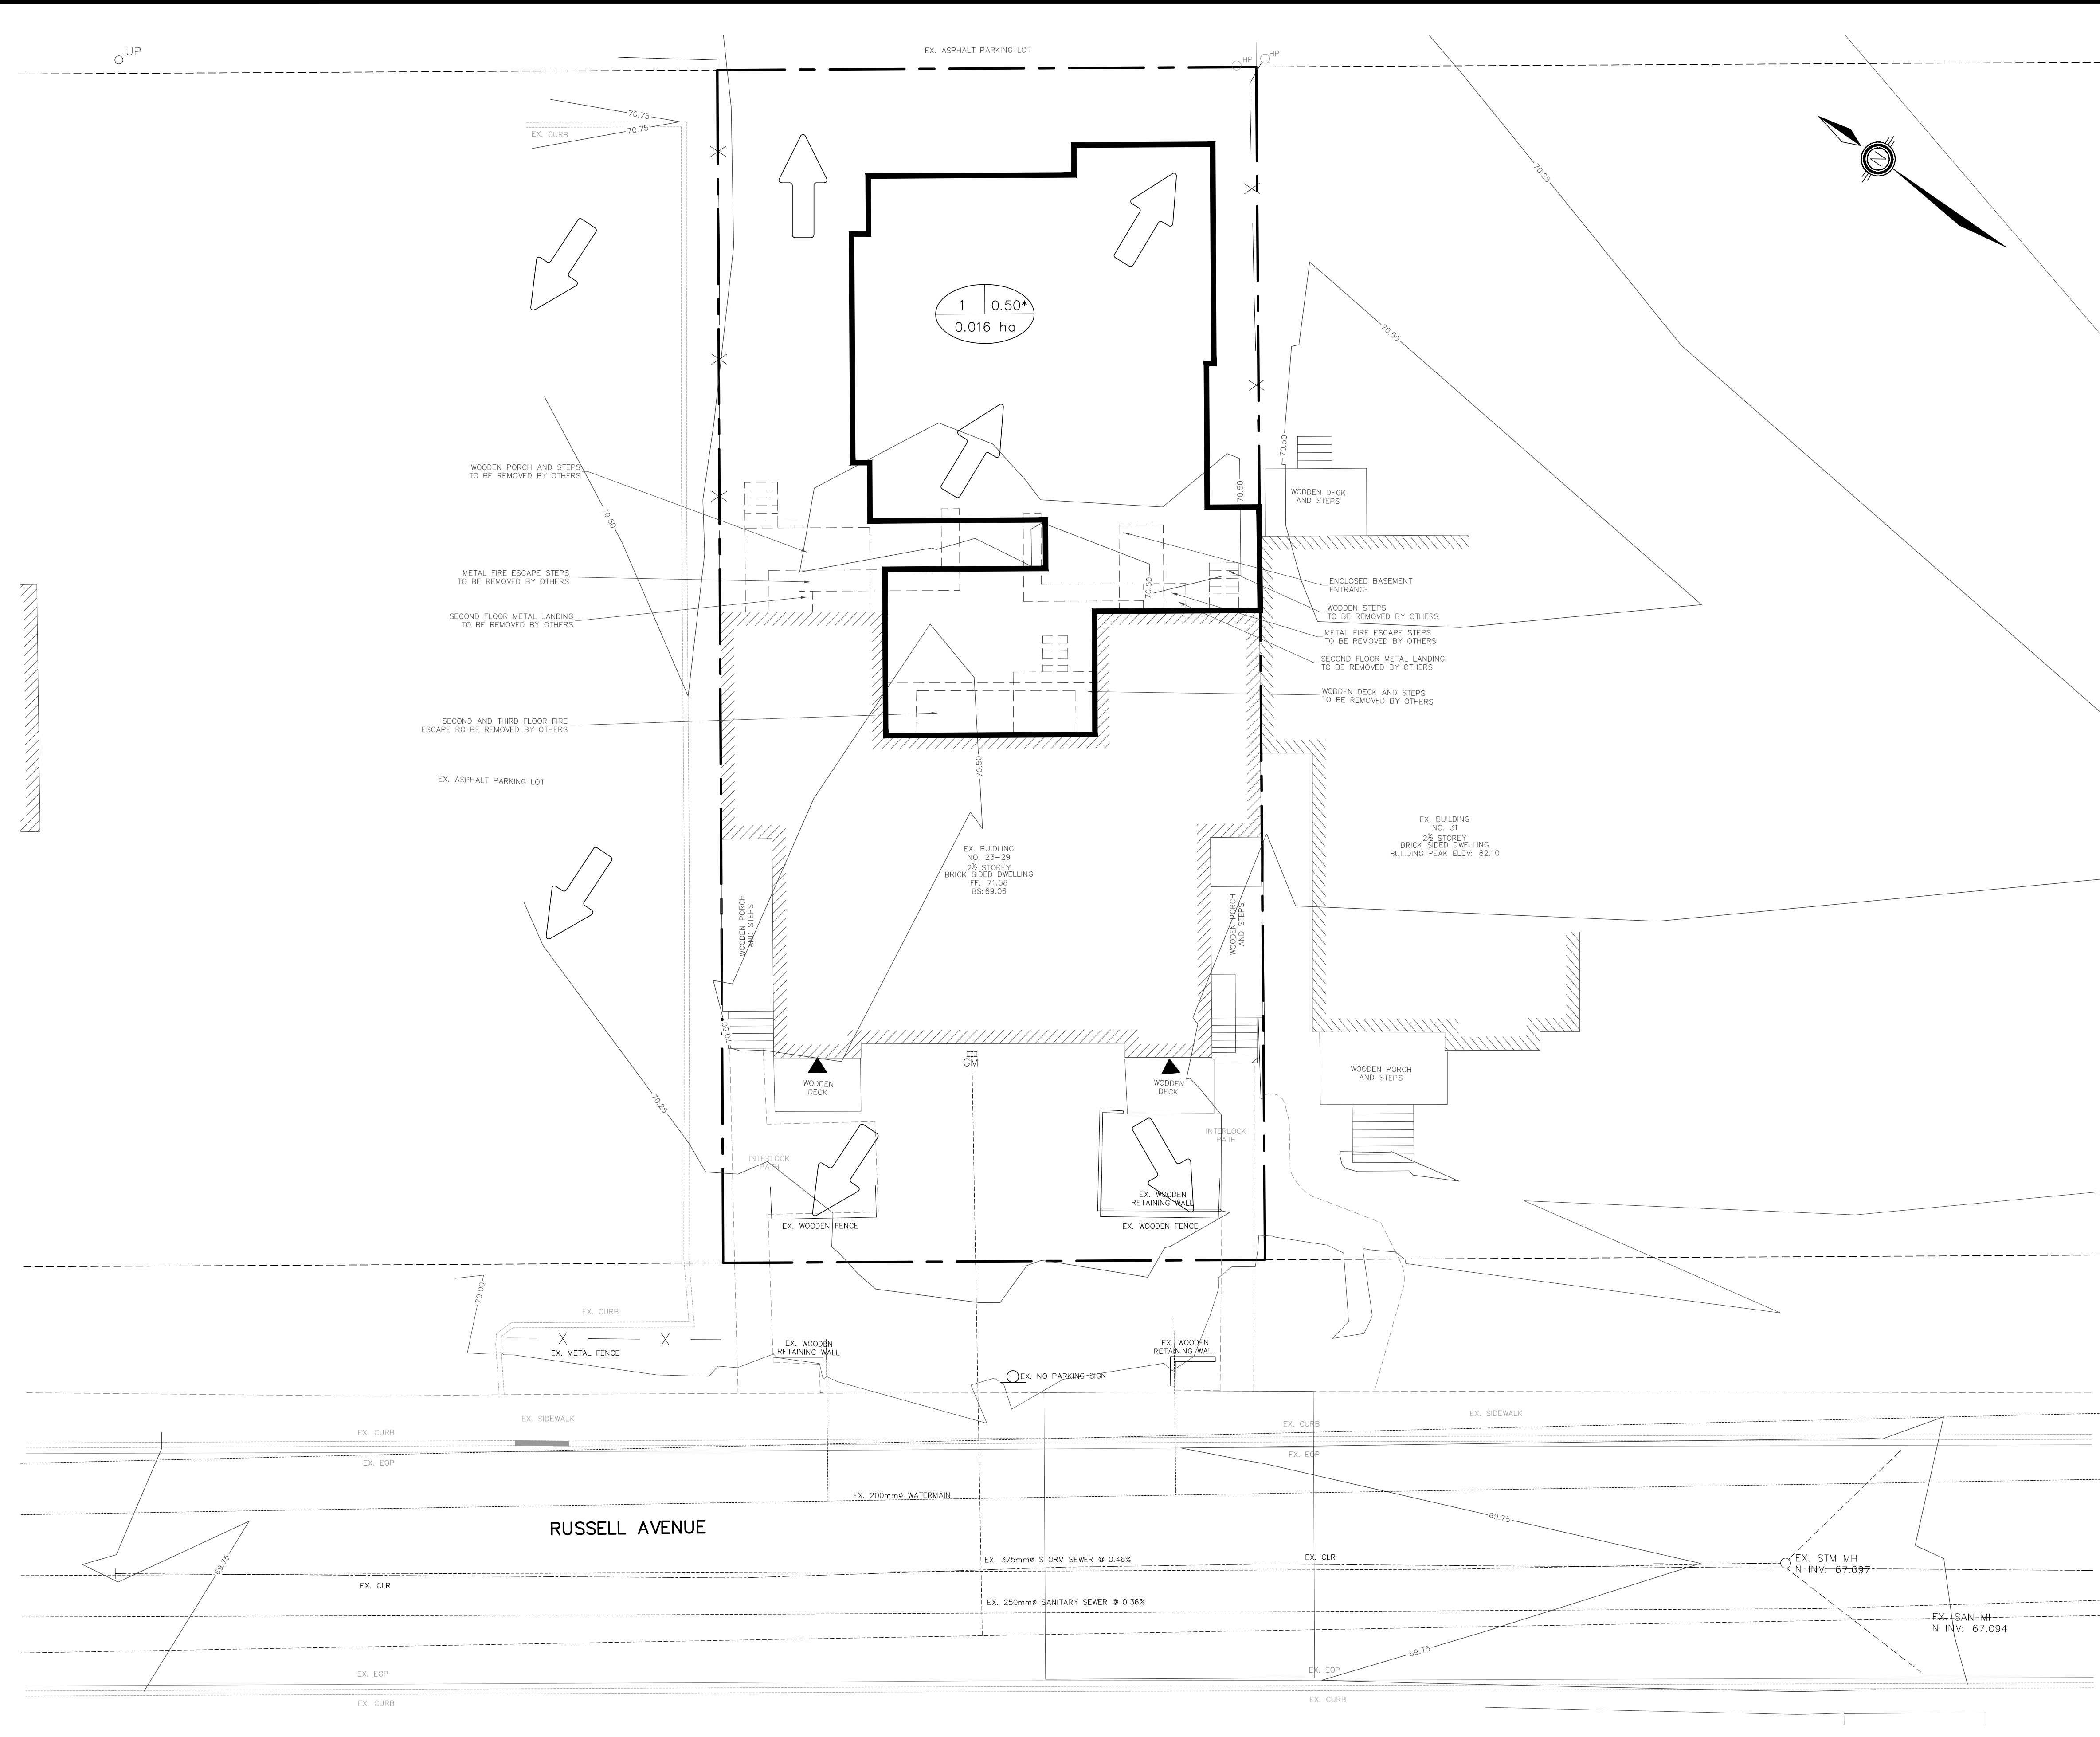 UP
EX. ASPHALT PARKING LOT
HP
HP
70.75
70.75
EX. CURB
N
70.25
1
0.50*
0.016 ha
70.50
70.50
WOODEN PORCH AND STEPS
TO BE REMOVED BY OTHERS
70.50
WODDEN DECK
AND STEPS
70.50
METAL FIRE ESCAPE STEPS
TO BE REMOVED BY OTHERS
70.50
ENCLOSED BASEMENT
ENTRANCE
SECOND FLOOR METAL LANDING
TO BE REMOVED BY OTHERS
WODDEN STEPS
TO BE REMOVED BY OTHERS
METAL FIRE ESCAPE STEPS
TO BE REMOVED BY OTHERS
SECOND FLOOR METAL LANDING
TO BE REMOVED BY OTHERS
WODDEN DECK AND STEPS
TO BE REMOVED BY OTHERS
SECOND AND THIRD FLOOR FIRE
ESCAPE RO BE REMOVED BY OTHERS
70.50
EX. ASPHALT PARKING LOT
EX. BUIDLING
NO. 23-29
2½ STOREY
BRICK SIDED DWELLING
FF: 71.58
BS: 69.06
EX. BUILDING
NO. 31
2½ STOREY
BRICK SIDED DWELLING
BUILDING PEAK ELEV: 82.10
WOODEN PORCH
AND STEPS
WOODEN PORCH
AND STEPS
70.50
GM
WODDEN
DECK
WODDEN
DECK
WODDEN PORCH
AND STEPS
70.25
INTERLOCK
PATH
INTERLOCK
PATH
EX. WOODEN
RETAINING WALL
EX. WOODEN FENCE
EX. WOODEN FENCE
70.00
EX. CURB
EX. METAL FENCE
EX. WOODEN
RETAINING WALL
EX. WOODEN
RETAINING WALL
EX. NO PARKING SIGN
EX. SIDEWALK
EX. SIDEWALK
EX. CURB
EX. CURB
EX. EOP
EX. EOP
EX. 200mmø WATERMAIN
RUSSELL AVENUE
69.75
69.75
EX. 375mmø STORM SEWER @ 0.46%
EX. CLR
EX. CLR
EX. STM MH
N INV: 67.697
EX. 250mmø SANITARY SEWER @ 0.36%
EX. SAN MH
N INV: 67.094
69.75
EX. EOP
EX. EOP
EX. CURB
EX. CURB